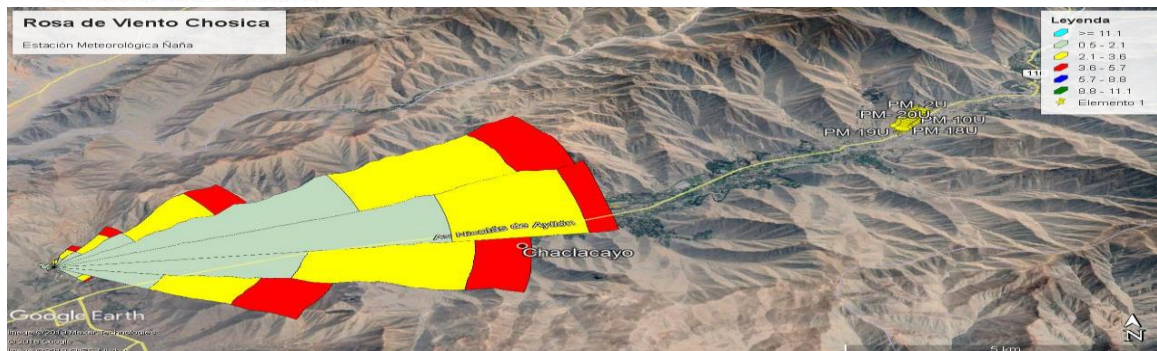 Rosa de Viento Chosica
Estación Meteorológica Ñaña
Leyenda
>= 11.1
0.5 - 2.1
2.1 - 3.6
3.6 - 5.7
5.7 - 8.8
8.8 - 11.1
Elemento 1
PM- 2U
PM- 20U
PM-10U
PM-19U
PM-18U
Av Nicolás de Ayllón
Chaclacayo
Google Earth
5 km
N